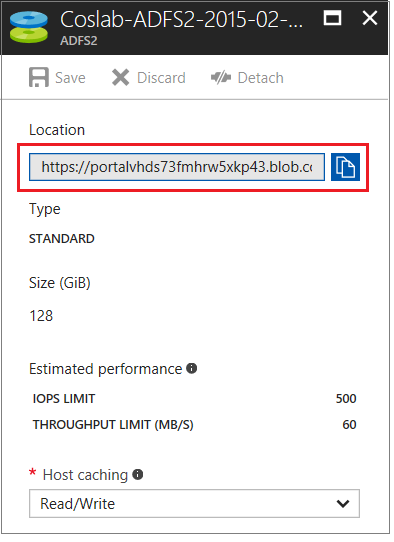 Coslab-ADFS2-2015-02-...
ADFS2
Save Discard Detach
Location
https://portalvhds73fmhrw5xkp43.blob.co
Type
STANDARD
Size (GiB)
128
Estimated performance
IOPS LIMIT 500
THROUGHPUT LIMIT (MB/S) 60
* Host caching
Read/Write